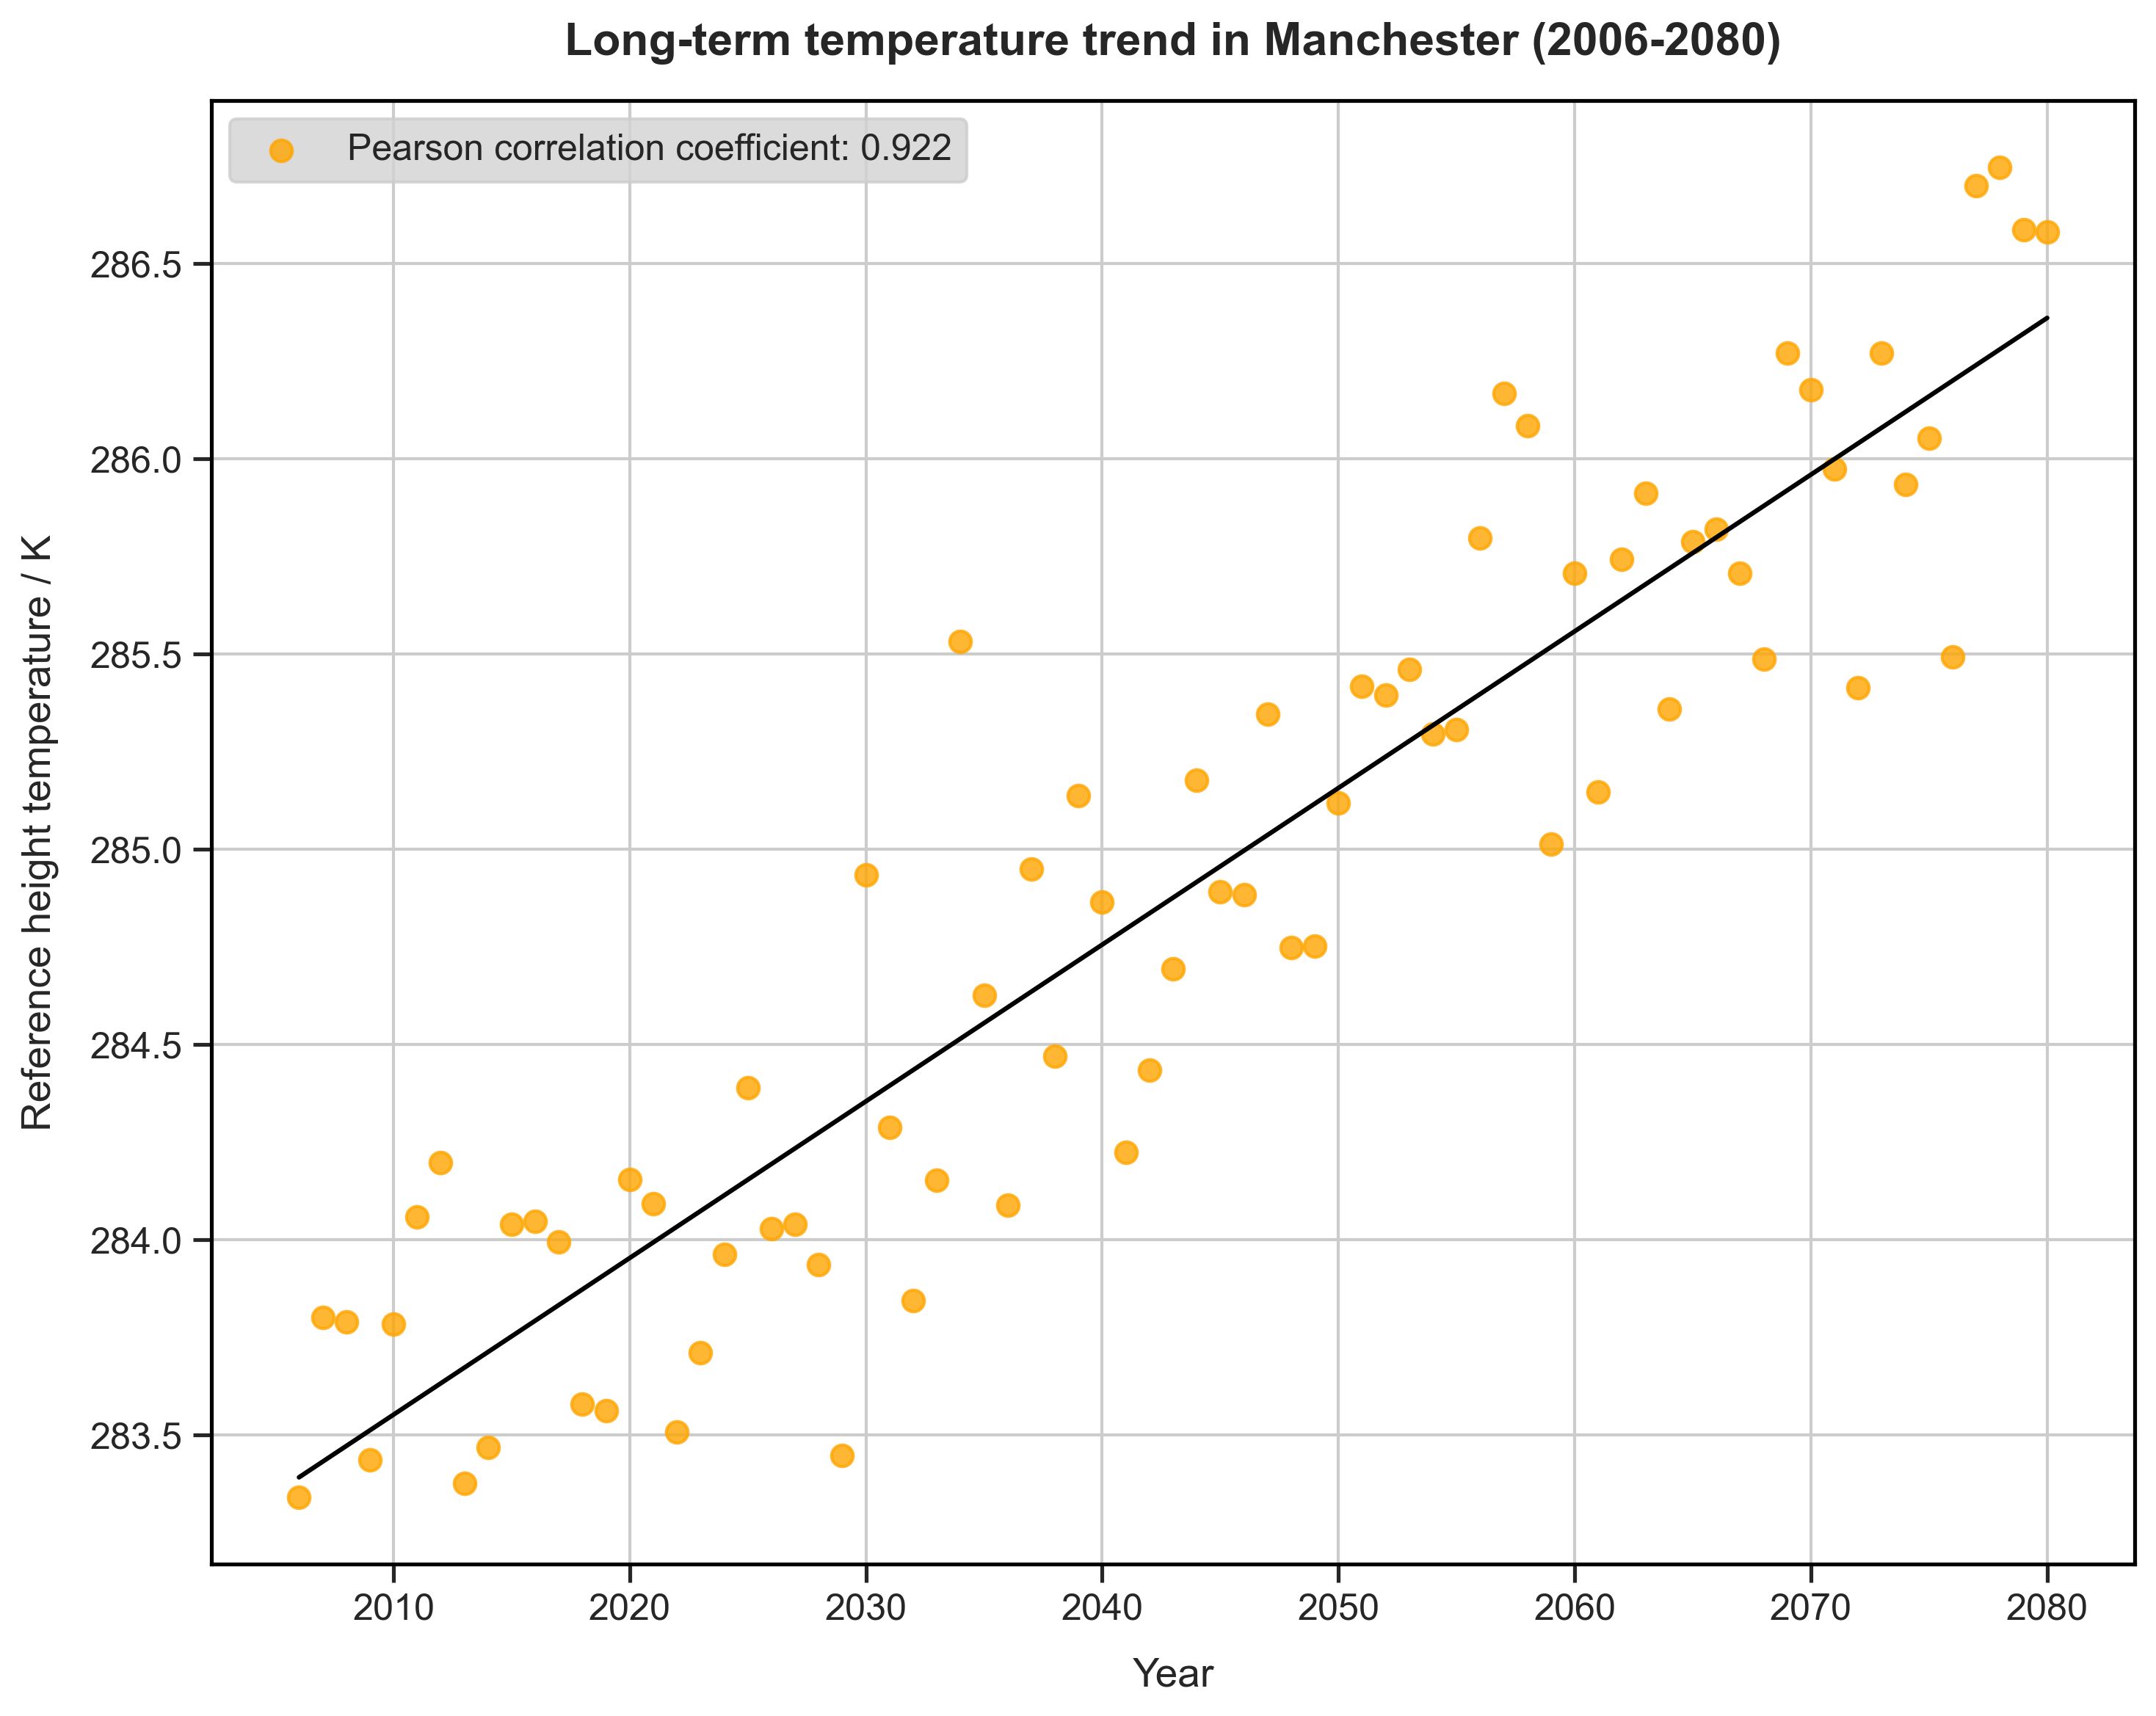 Long-term temperature trend in Manchester (2006-2080)
Pearson correlation coefficient: 0.922
Reference height temperature / K
286.5
286.0
285.5
285.0
284.5
284.0
283.5
2010 2020 2030 2040 2050 2060 2070 2080
Year